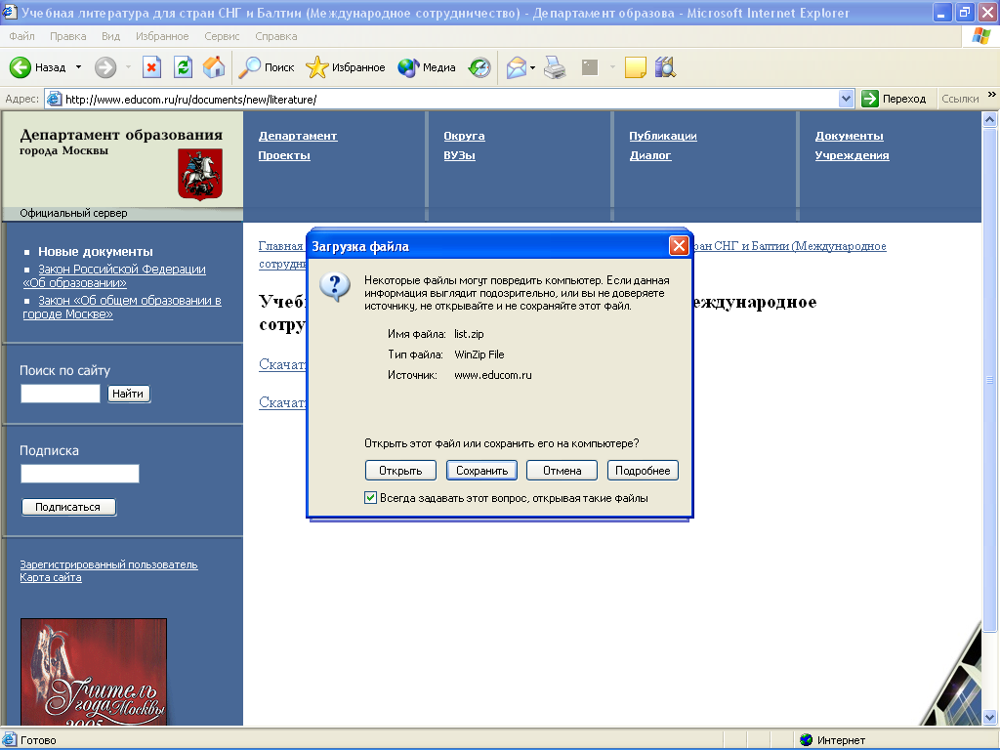 Учебная литература для стран СНГ и Балтии (Международное сотрудничество) - Департамент образова - Microsoft Internet Explorer
Файл Правка Вид Избранное Сервис Справка
Назад Поиск Избранное Медиа
Адрес: http://www.educom.ru/ru/documents/new/literature/ Переход Ссылки »
Департамент образования
города Москвы
Официальный сервер
Департамент Округа Публикации Документы
Проекты ВУЗы Диалог Учреждения
Новые документы
Закон Российской Федерации
«Об образовании»
Закон «Об общем образовании в
городе Москве»
Поиск по сайту
Найти
Подписка
Подписаться
Зарегистрированный пользователь
Карта сайта
Учитель
года Москвы
2005
Главная ран СНГ и Балтии (Международное
сотрудни
Учеб еждународное
сотру
Скачат
Скачат
Загрузка файла
Некоторые файлы могут повредить компьютер. Если данная
информация выглядит подозрительно, или вы не доверяете
источнику, не открывайте и не сохраняйте этот файл.
Имя файла: list.zip
Тип файла: WinZip File
Источник: www.educom.ru
Открыть этот файл или сохранить его на компьютере?
Открыть Сохранить Отмена Подробнее
Всегда задавать этот вопрос, открывая такие файлы
Готово Интернет